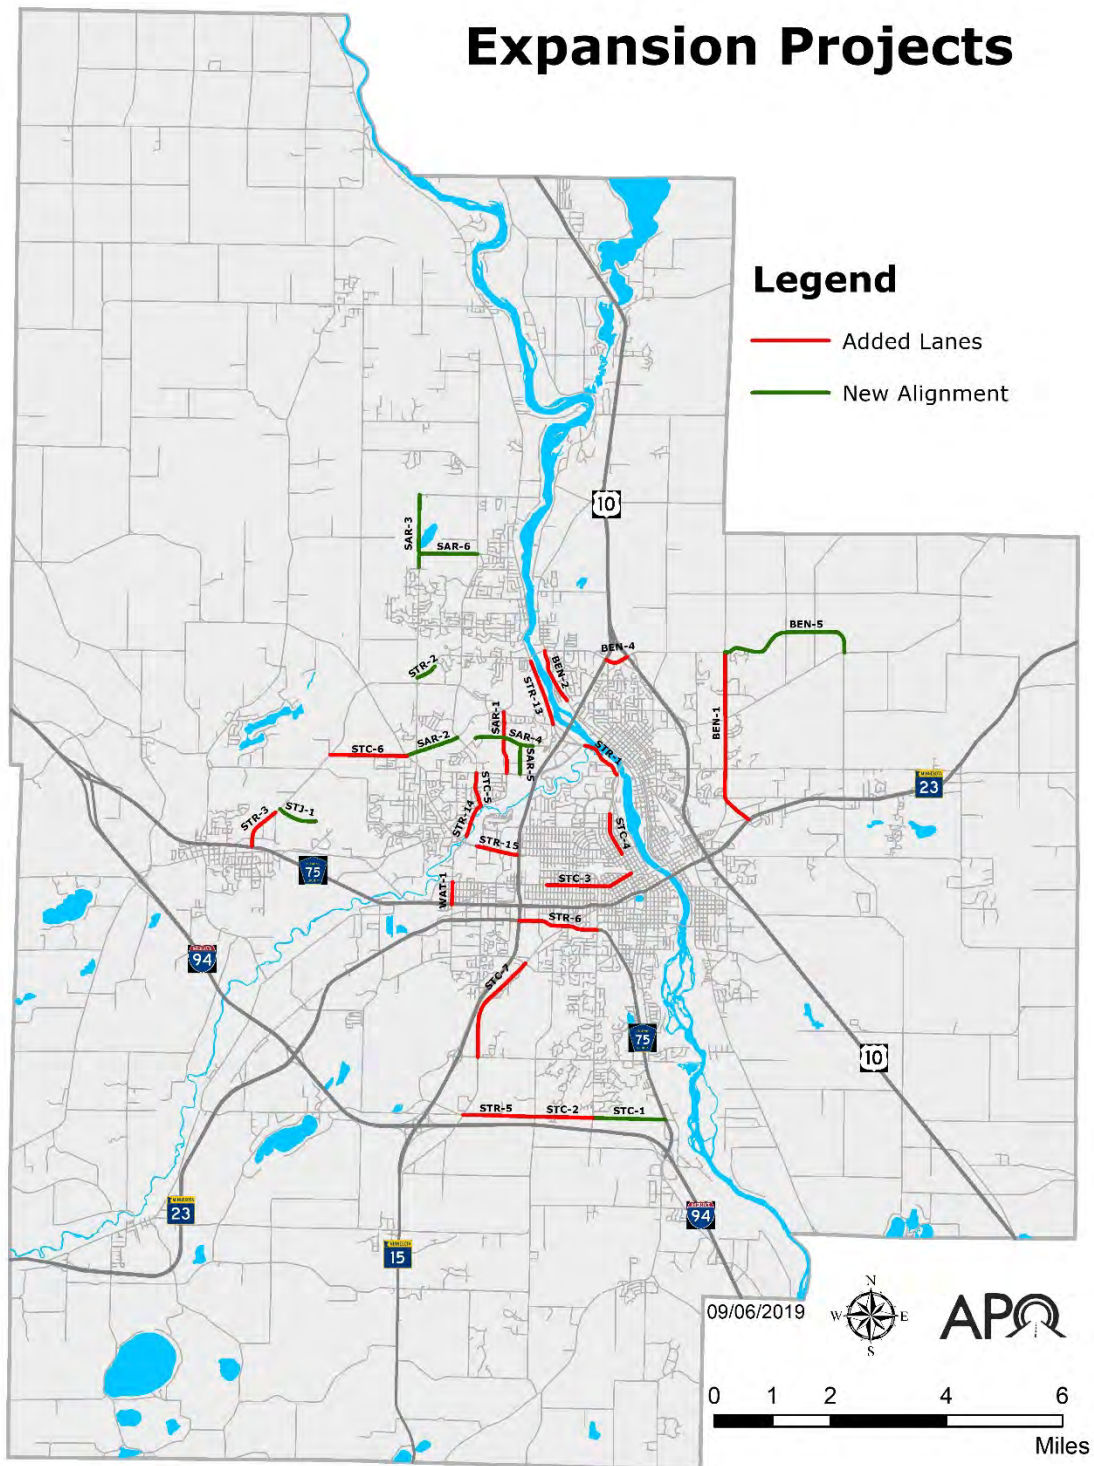 Expansion Projects
Legend
Added Lanes
New Alignment
10
SAR-3
SAR-6
BEN-5
BEN-4
BEN-2
STR-2
STR-13
SAR-1
BEN-1
SAR-4
SAR-2
STC-6
SAR-5
STR-1
MINNESOTA
23
STC-5
STR-3
STJ-1
STR-14
STC-4
STR-15
75
STC-3
WAT-1
STR-6
94
STC-7
75
10
STR-5
STC-2
STC-1
23
94
15
N
W
E
S
09/06/2019
APO
0 1 2 4 6
Miles